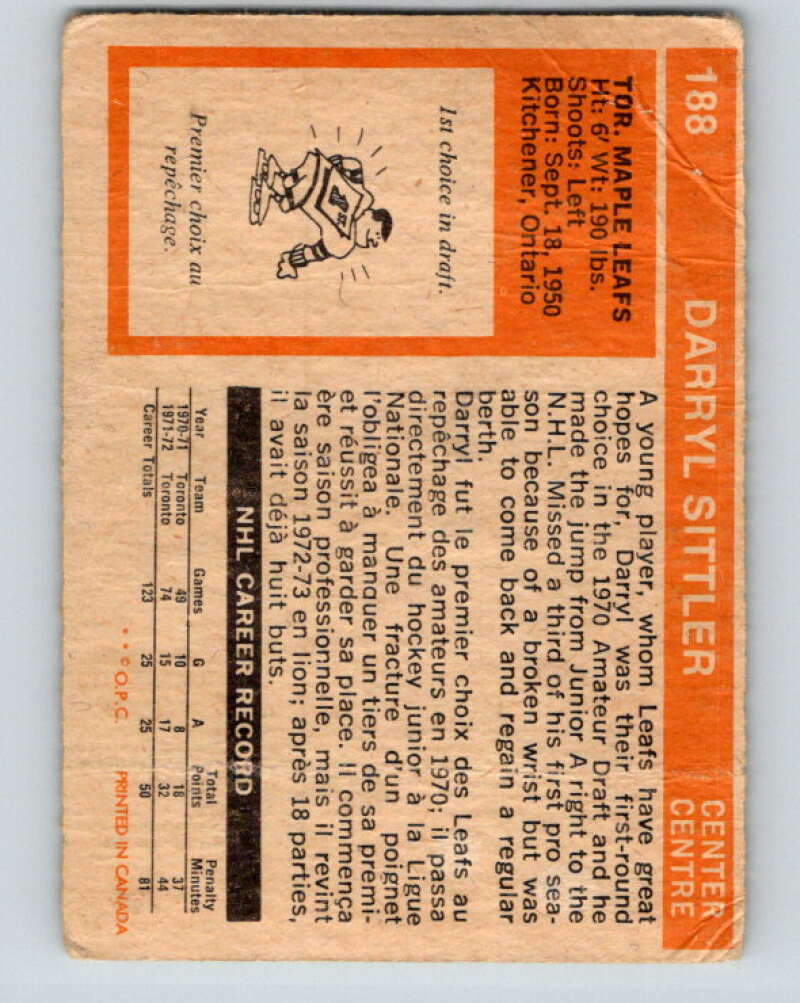 188 DARRYL SITTLER CENTER
CENTRE
TOR. MAPLE LEAFS
Ht: 6' Wt: 190 lbs.
Shoots: Left
Born: Sept. 18, 1950
Kitchener, Ontario
1st choice in draft.
Premier choix au
repêchage.
A young player, whom Leafs have great
hopes for, Darryl was their first-round
choice in the 1970 Amateur Draft and he
made the jump from Junior A right to the
N.H.L. Missed a third of his first pro sea-
son because of a broken wrist but was
able to come back and regain a regular
berth.
Darryl fut le premier choix des Leafs au
repêchage des amateurs en 1970; il passa
directement du hockey junior à la Ligue
Nationale. Une fracture d'un poignet
l'obligea à manquer un tiers de sa premi-
ère saison professionnelle, mais il revint
et réussit à garder sa place. Il commença
la saison 1972-73 en lion; après 18 parties,
il avait déjà huit buts.
NHL CAREER RECORD
Year Team Games G A Total Points Penalty Minutes
1970-71 Toronto 49 10 8 18 37
1971-72 Toronto 74 15 17 32 44
Career Totals 123 25 25 50 81
* * © O.P.C. PRINTED IN CANADA